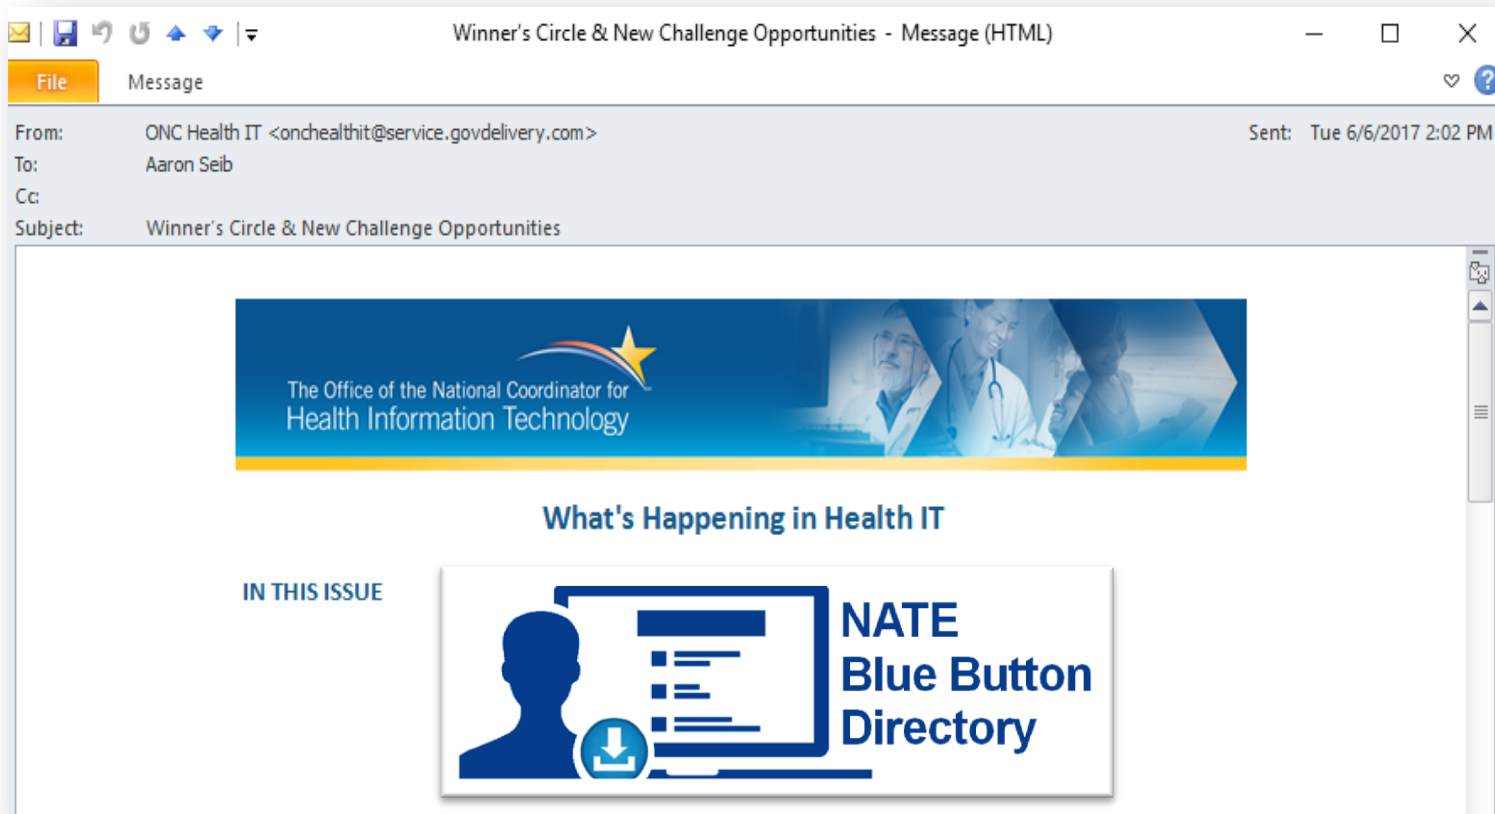 Winner's Circle & New Challenge Opportunities - Message (HTML)
File Message
From: ONC Health IT <onchealthit@service.govdelivery.com> Sent: Tue 6/6/2017 2:02 PM
To: Aaron Seib
Cc:
Subject: Winner's Circle & New Challenge Opportunities
The Office of the National Coordinator for
Health Information Technology
What's Happening in Health IT
IN THIS ISSUE
NATE
Blue Button
Directory